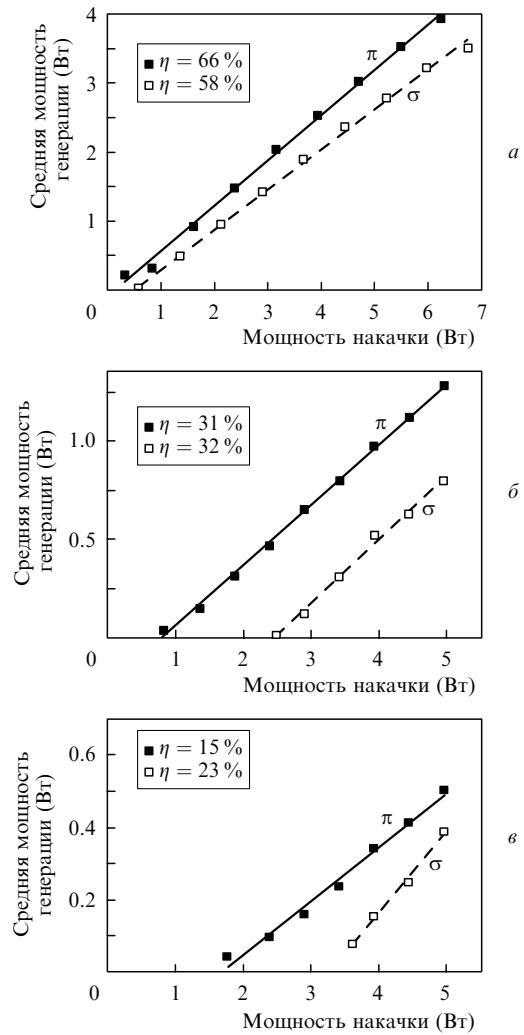 4
3
2
1
0
1
2
3
4
5
6
7
η = 66 %
η = 58 %
π
σ
Средняя мощность
генерации (Вт)
Мощность накачки (Вт)
а
1.0
0.5
0
1
2
3
4
5
η = 31 %
η = 32 %
π
σ
Средняя мощность
генерации (Вт)
Мощность накачки (Вт)
б
0.6
0.4
0.2
0
1
2
3
4
5
η = 15 %
η = 23 %
π
σ
Средняя мощность
генерации (Вт)
Мощность накачки (Вт)
в